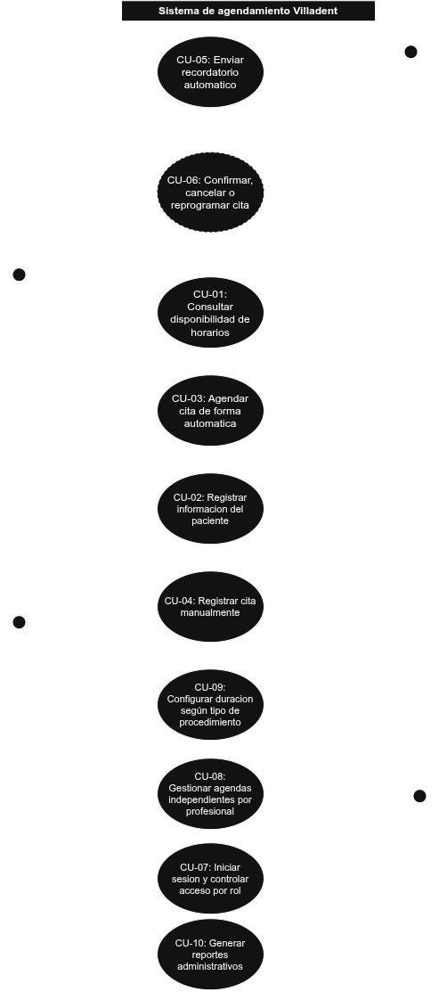 Sistema de agendamiento Villadent
CU-05: Enviar
recordatorio
automatico
CU-06: Confirmar,
cancelar o
reprogramar cita
CU-01:
Consultar
disponibilidad de
horarios
CU-03: Agendar
cita de forma
automatica
CU-02: Registrar
informacion del
paciente
CU-04: Registrar cita
manualmente
CU-09:
Configurar duracion
según tipo de
procedimiento
CU-08:
Gestionar agendas
independientes por
profesional
CU-07: Iniciar
sesion y controlar
acceso por rol
CU-10: Generar
reportes
administrativos